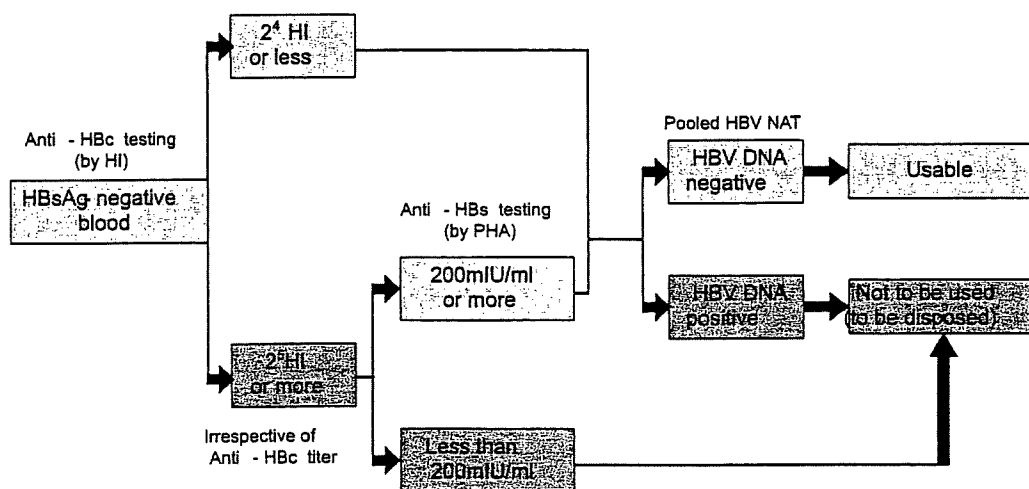 2⁴ HI
or less
Anti - HBc testing
(by HI)
HBsAg- negative
blood
Pooled HBV NAT
HBV DNA
negative
Usable
Anti - HBs testing
(by PHA)
200mIU/ml
or more
HBV DNA
positive
Not to be used
(to be disposed)
2⁵HI
or more
Irrespective of
Anti - HBc titer
Less than
200mIU/ml